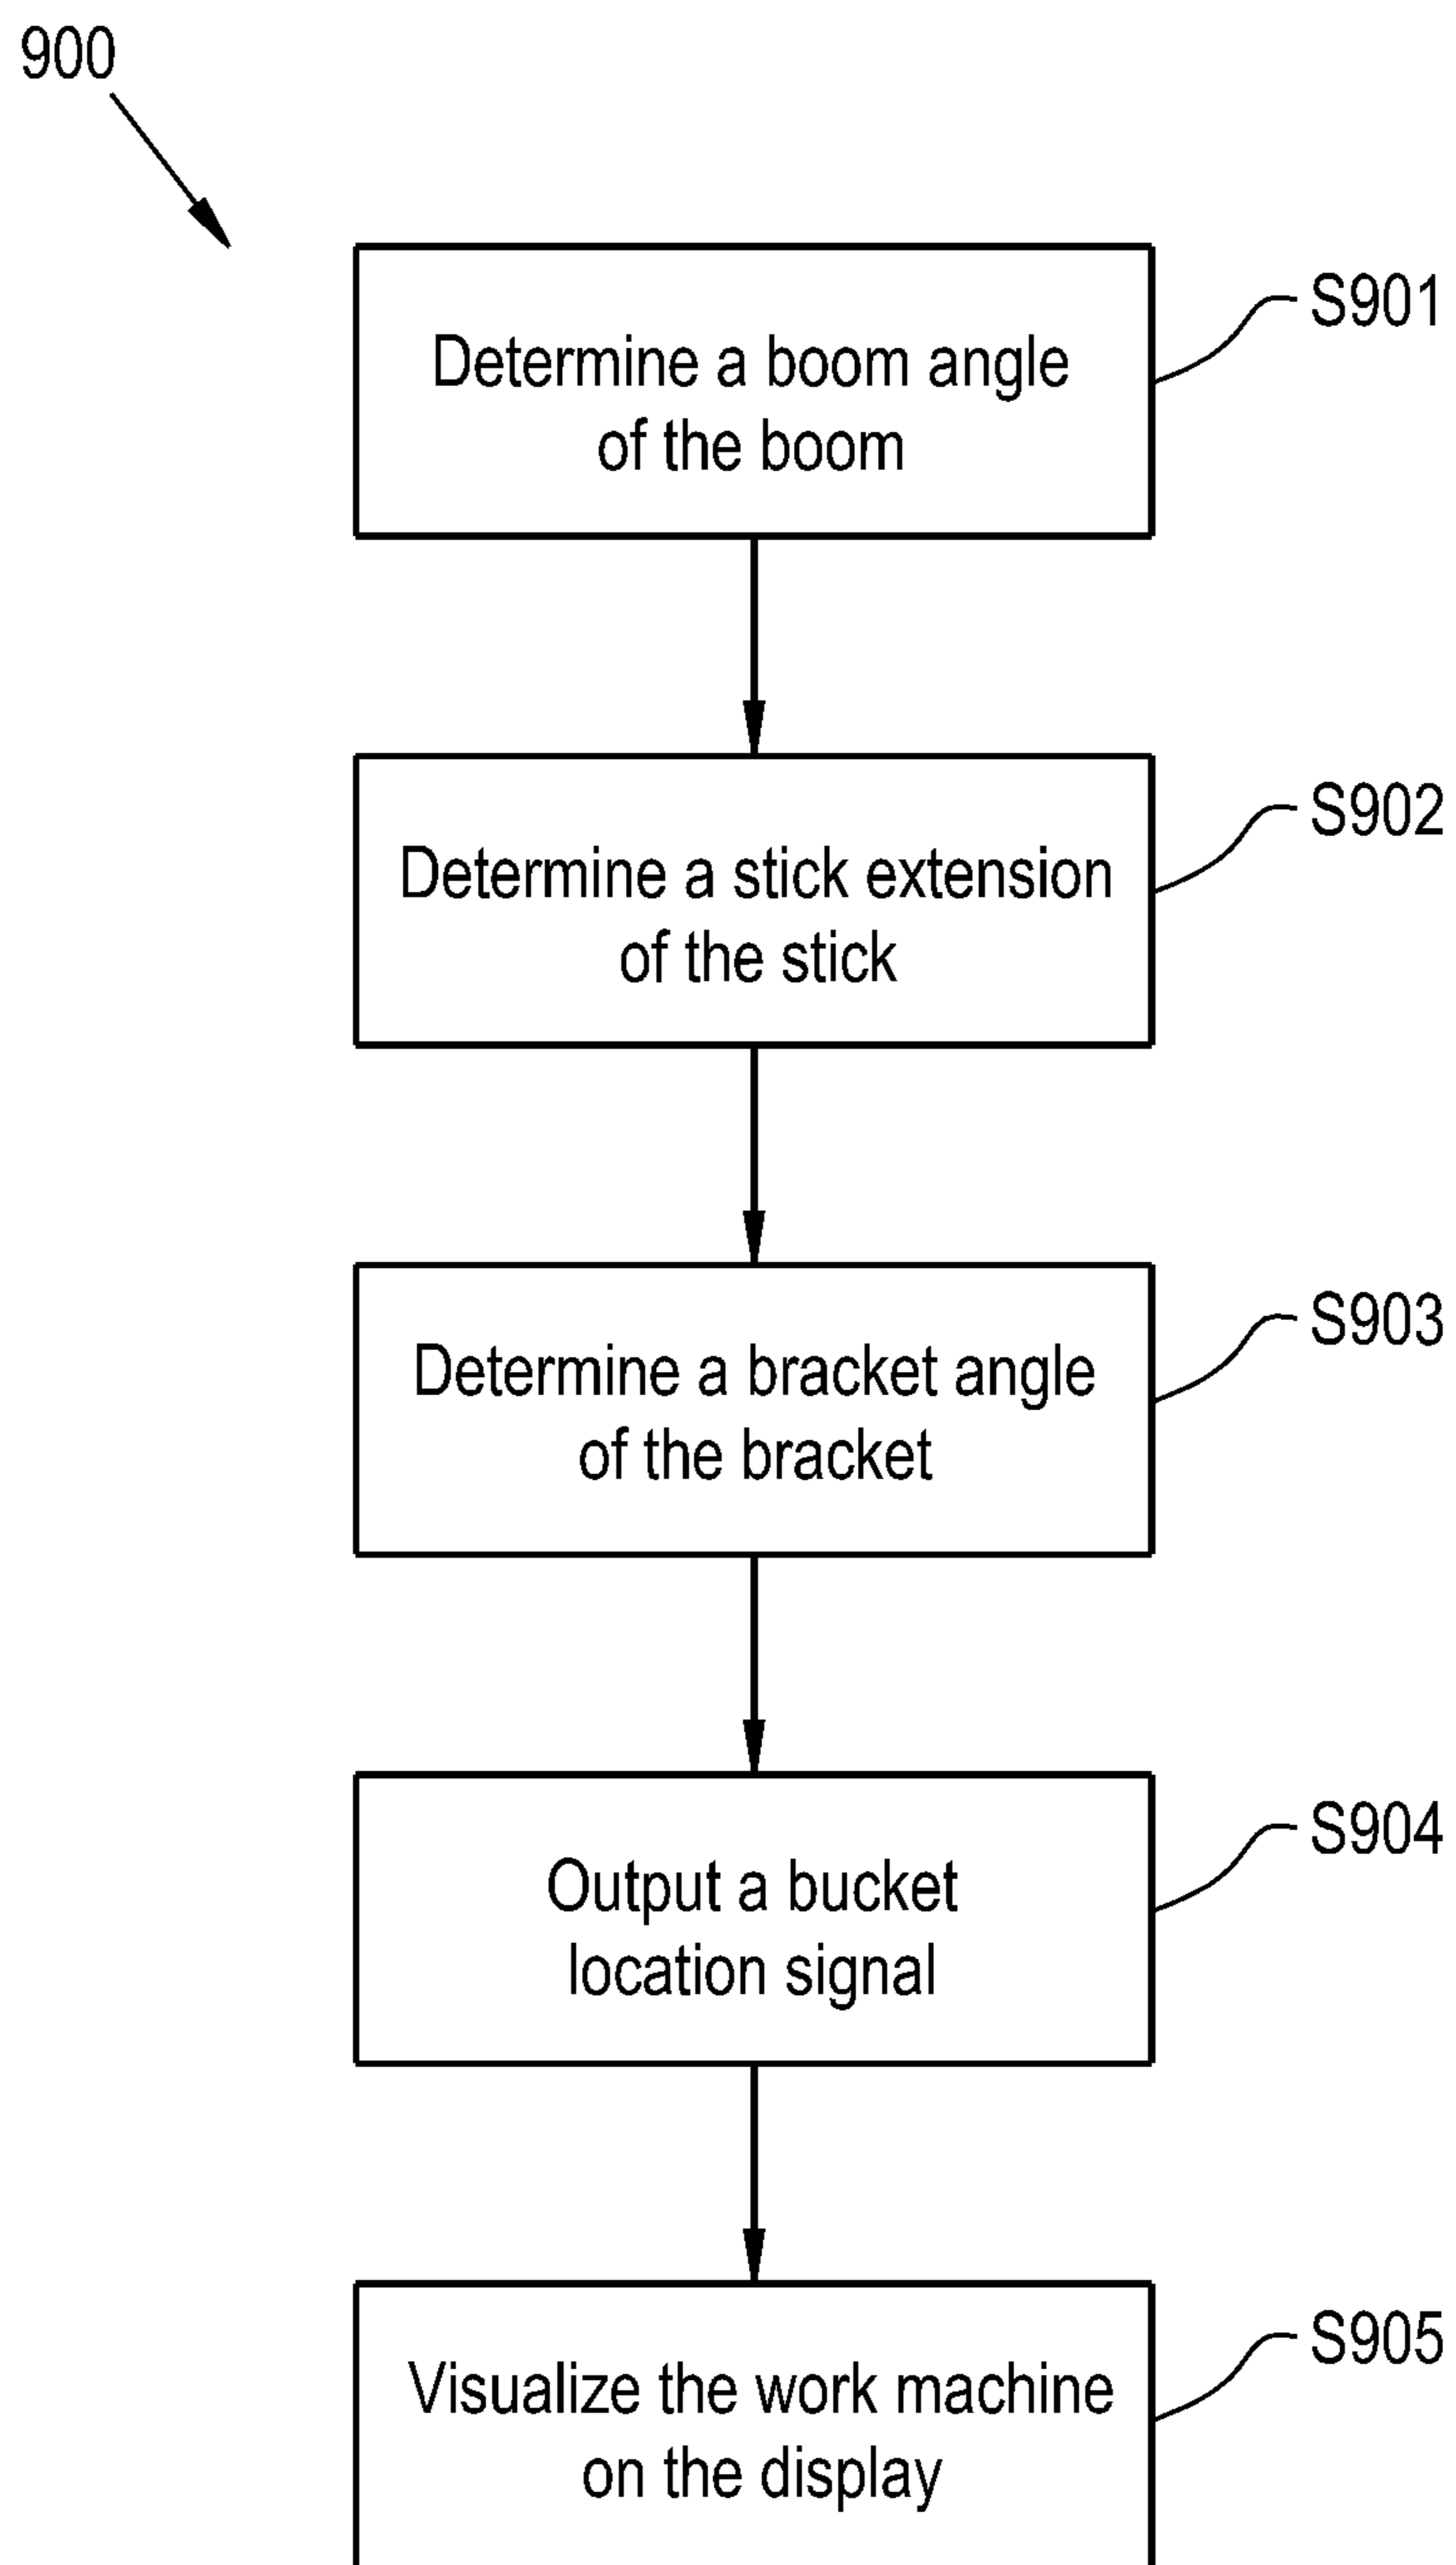 900
Determine a boom angle
of the boom
S901
Determine a stick extension
of the stick
S902
Determine a bracket angle
of the bracket
S903
Output a bucket
location signal
S904
Visualize the work machine
on the display
S905